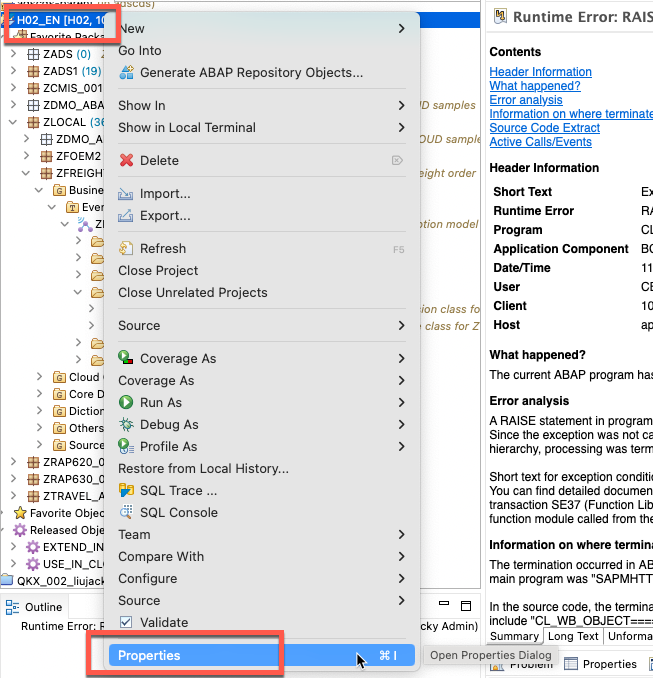 H02_EN [H02, 10
Favorite Packa
ZADS (0)
ZADS1 (19)
ZCMIS_001
ZDMO_ABA
ZLOCAL (36
ZDMO_A
ZFOEM2
ZFREIGHT
Busines
Even
Cloud
Core D
Diction
Others
Source
ZRAP620_0
ZRAP630_0
ZTRAVEL_A
Favorite Objec
Released Obje
EXTEND_IN
USE_IN_CLO
QKX_002_liujack
OUD samples
OUD sample
eight order
ption model
sion class for
e class for Z
New
Go Into
Generate ABAP Repository Objects...
Show In
Show in Local Terminal
Delete
Import...
Export...
Refresh F5
Close Project
Close Unrelated Projects
Source
Coverage As
Coverage As
Run As
Debug As
Profile As
Restore from Local History...
SQL Trace ...
SQL Console
Team
Compare With
Configure
Source
Validate
Properties ⌘ I
Open Properties Dialog
Outline
Runtime Error: R
cky Admin)
Runtime Error: RAISE
Contents
Header Information
What happened?
Error analysis
Information on where terminate
Source Code Extract
Active Calls/Events
Header Information
Short Text Ex
Runtime Error RA
Program CL
Application Component BC
Date/Time 11
User CB
Client 10
Host ap
What happened?
The current ABAP program has
Error analysis
A RAISE statement in program
Since the exception was not ca
hierarchy, processing was term
Short text for exception conditio
You can find detailed documen
transaction SE37 (Function Lib
function module called from the
Information on where termina
The termination occurred in AB
main program was "SAPMHTT
In the source code, the termina
include "CL_WB_OBJECT====
Summary Long Text Unforma
Problem Properties